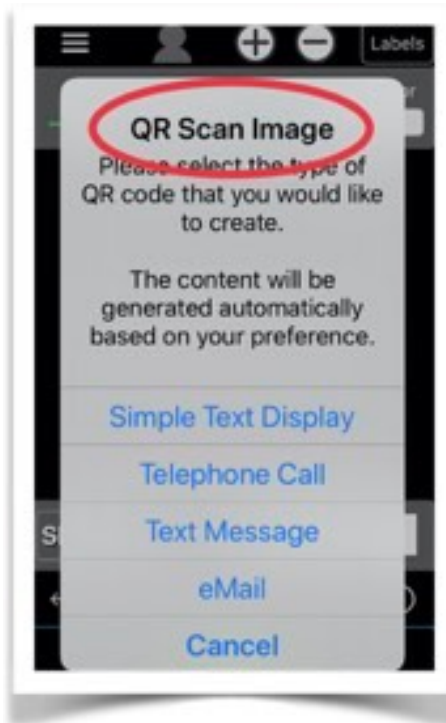 Labels
or
QR Scan Image
Please select the type of
QR code that you would like
to create.
The content will be
generated automatically
based on your preference.
Simple Text Display
Telephone Call
Text Message
eMail
Cancel